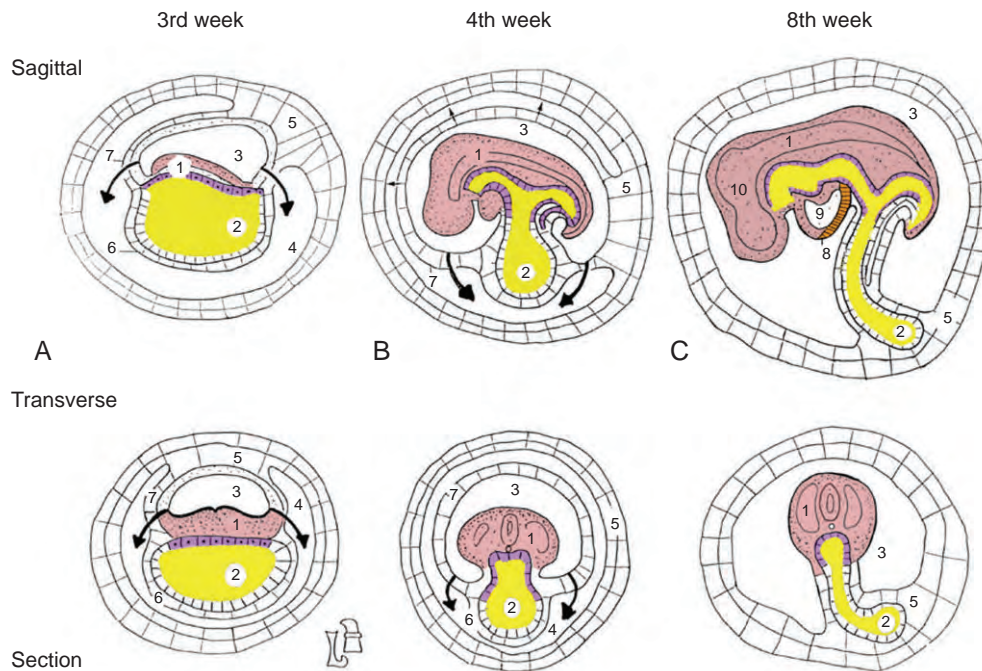 3rd week 4th week 8th week
Sagittal
5 3 3
7 3 1 1
1 5 10
2 9
6 4 8
7 2 5
2
A B C
Transverse
5
7 3 4 7 3
1 5 1
1 3
2 2 5
6 6 4 2
Section